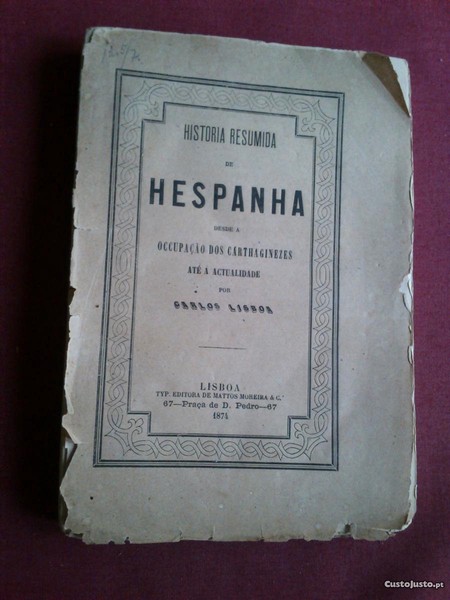 HISTORIA RESUMIDA
DE
HESPANHA
DESDE A
OCCUPAÇÃO DOS CARTHAGINEZES
ATÉ Á ACTUALIDADE
POR
CARLOS LISBOA
LISBOA
TYP. EDITORA DE MATTOS MOREIRA & C.ª
67—Praça de D. Pedro—67
1874
CustoJusto.pt